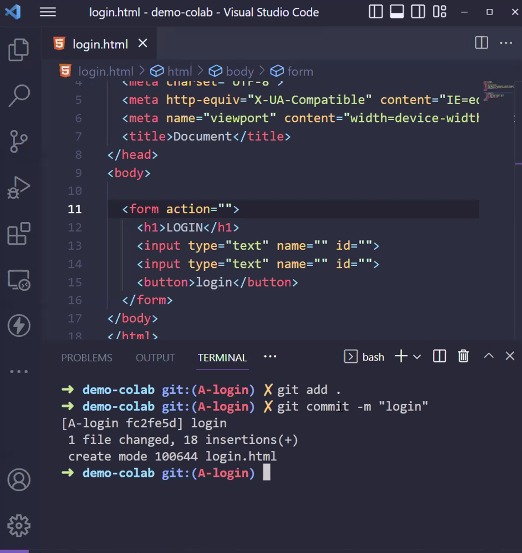 login.html - demo-colab - Visual Studio Code
login.html
login.html > html > body > form
4 <meta charset="UTF-8">
5 <meta http-equiv="X-UA-Compatible" content="IE=ed
6 <meta name="viewport" content="width=device-width
7 <title>Document</title>
8 </head>
9 <body>
10
11 <form action="">
12 <h1>LOGIN</h1>
13 <input type="text" name="" id="">
14 <input type="text" name="" id="">
15 <button>login</button>
16 </form>
17 </body>
18 </html>
PROBLEMS OUTPUT TERMINAL ··· bash
➜ demo-colab git:(A-login) ✗ git add .
➜ demo-colab git:(A-login) ✗ git commit -m "login"
[A-login fc2fe5d] login
1 file changed, 18 insertions(+)
create mode 100644 login.html
➜ demo-colab git:(A-login)